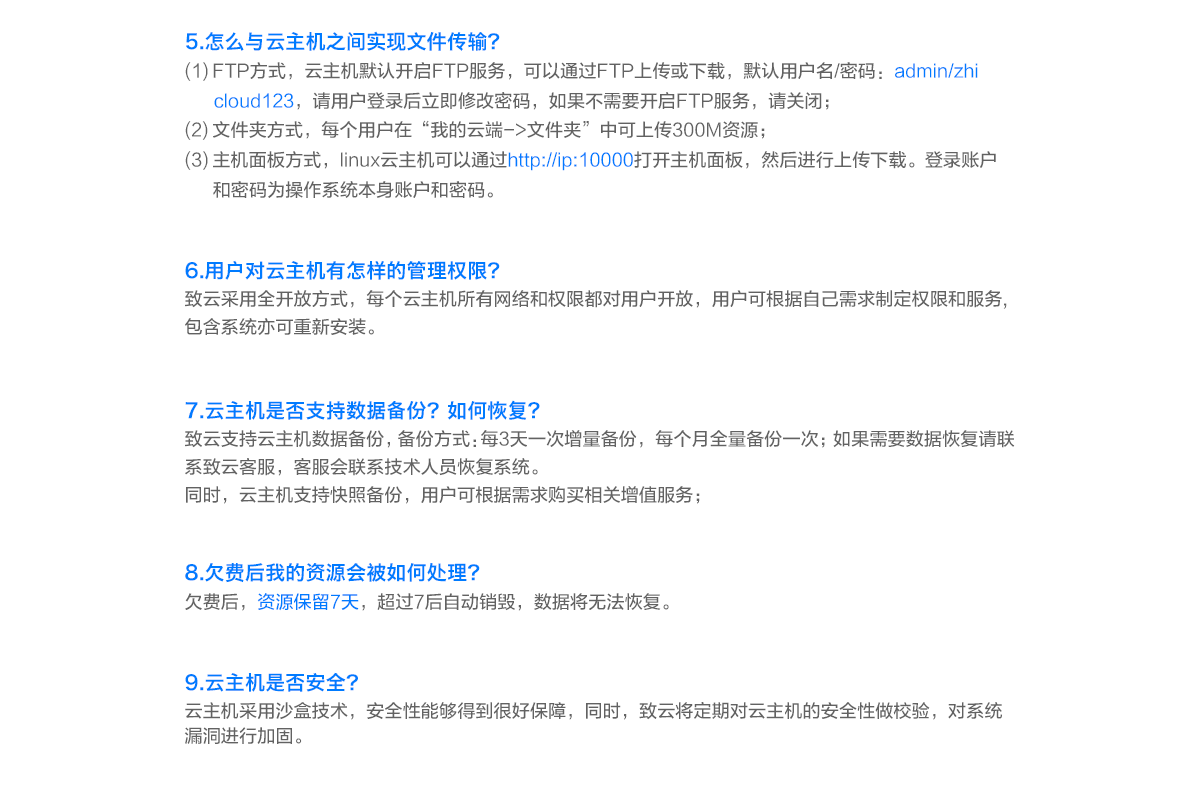 5.怎么与云主机之间实现文件传输？
(1) FTP方式，云主机默认开启FTP服务，可以通过FTP上传或下载，默认用户名/密码：admin/zhi
cloud123，请用户登录后立即修改密码，如果不需要开启FTP服务，请关闭；
(2) 文件夹方式，每个用户在“我的云端->文件夹”中可上传300M资源；
(3) 主机面板方式，linux云主机可以通过http://ip:10000打开主机面板，然后进行上传下载。登录账户
和密码为操作系统本身账户和密码。
6.用户对云主机有怎样的管理权限？
致云采用全开放方式，每个云主机所有网络和权限都对用户开放，用户可根据自己需求制定权限和服务，
包含系统亦可重新安装。
7.云主机是否支持数据备份？如何恢复？
致云支持云主机数据备份，备份方式：每3天一次增量备份，每个月全量备份一次；如果需要数据恢复请联
系致云客服，客服会联系技术人员恢复系统。
同时，云主机支持快照备份，用户可根据需求购买相关增值服务；
8.欠费后我的资源会被如何处理？
欠费后，资源保留7天，超过7后自动销毁，数据将无法恢复。
9.云主机是否安全？
云主机采用沙盒技术，安全性能够得到很好保障，同时，致云将定期对云主机的安全性做校验，对系统
漏洞进行加固。